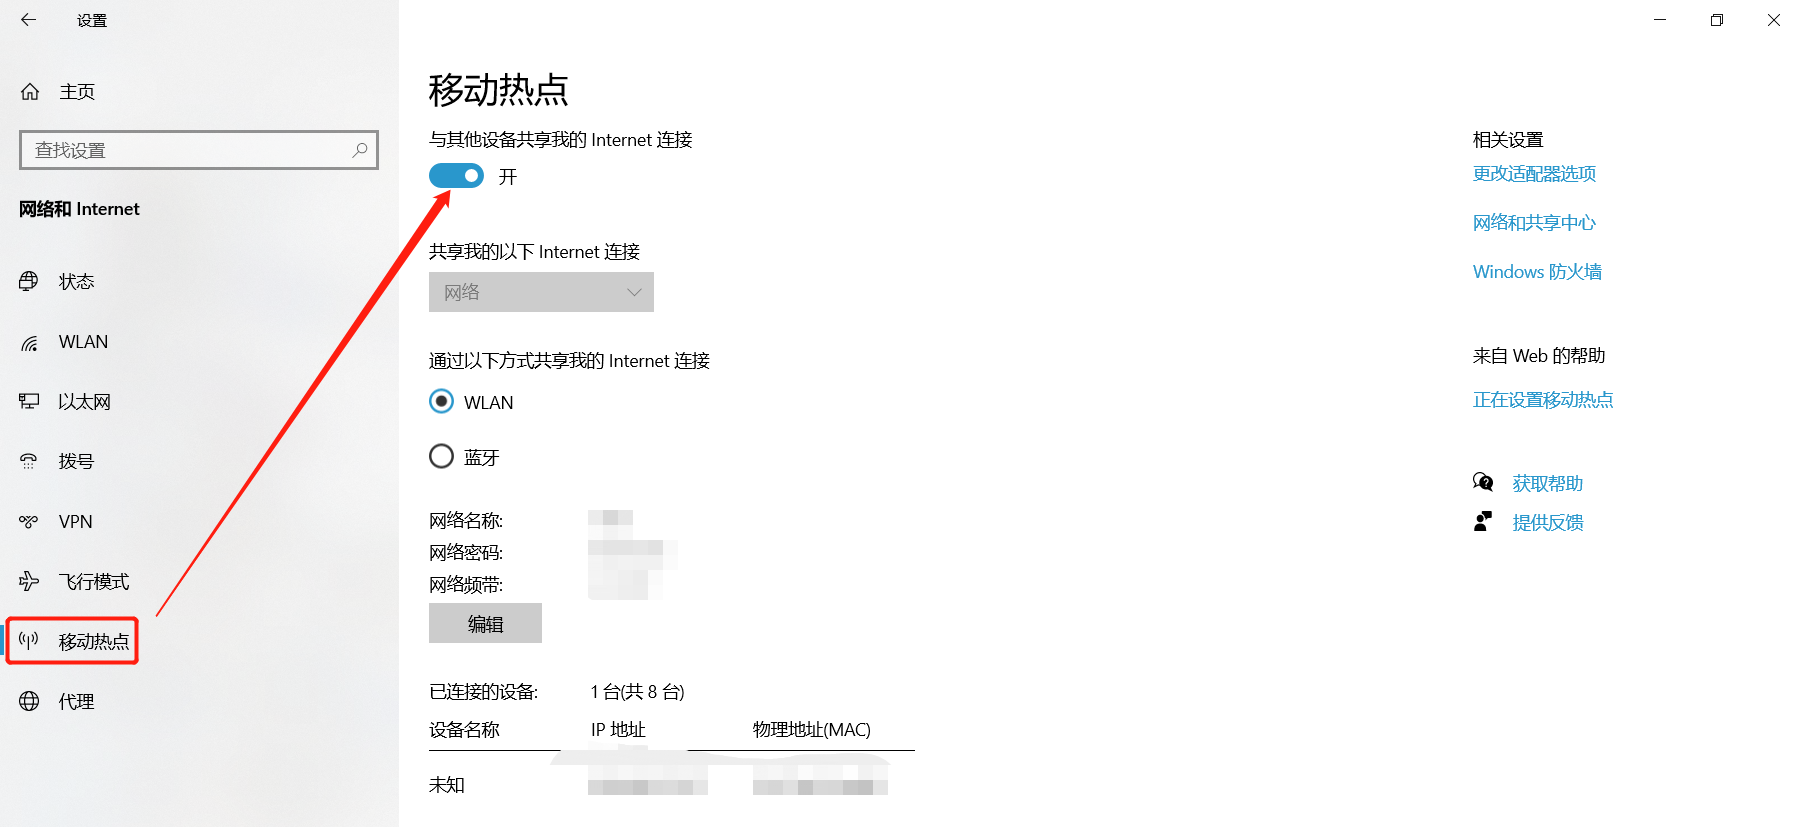 设置
主页
查找设置
网络和 Internet
状态
WLAN
以太网
拨号
VPN
飞行模式
移动热点
代理
移动热点
与其他设备共享我的 Internet 连接
开
共享我的以下 Internet 连接
网络
通过以下方式共享我的 Internet 连接
WLAN
蓝牙
网络名称:
网络密码:
网络频带:
编辑
已连接的设备: 1 台(共 8 台)
设备名称 IP 地址 物理地址(MAC)
未知
相关设置
更改适配器选项
网络和共享中心
Windows 防火墙
来自 Web 的帮助
正在设置移动热点
获取帮助
提供反馈